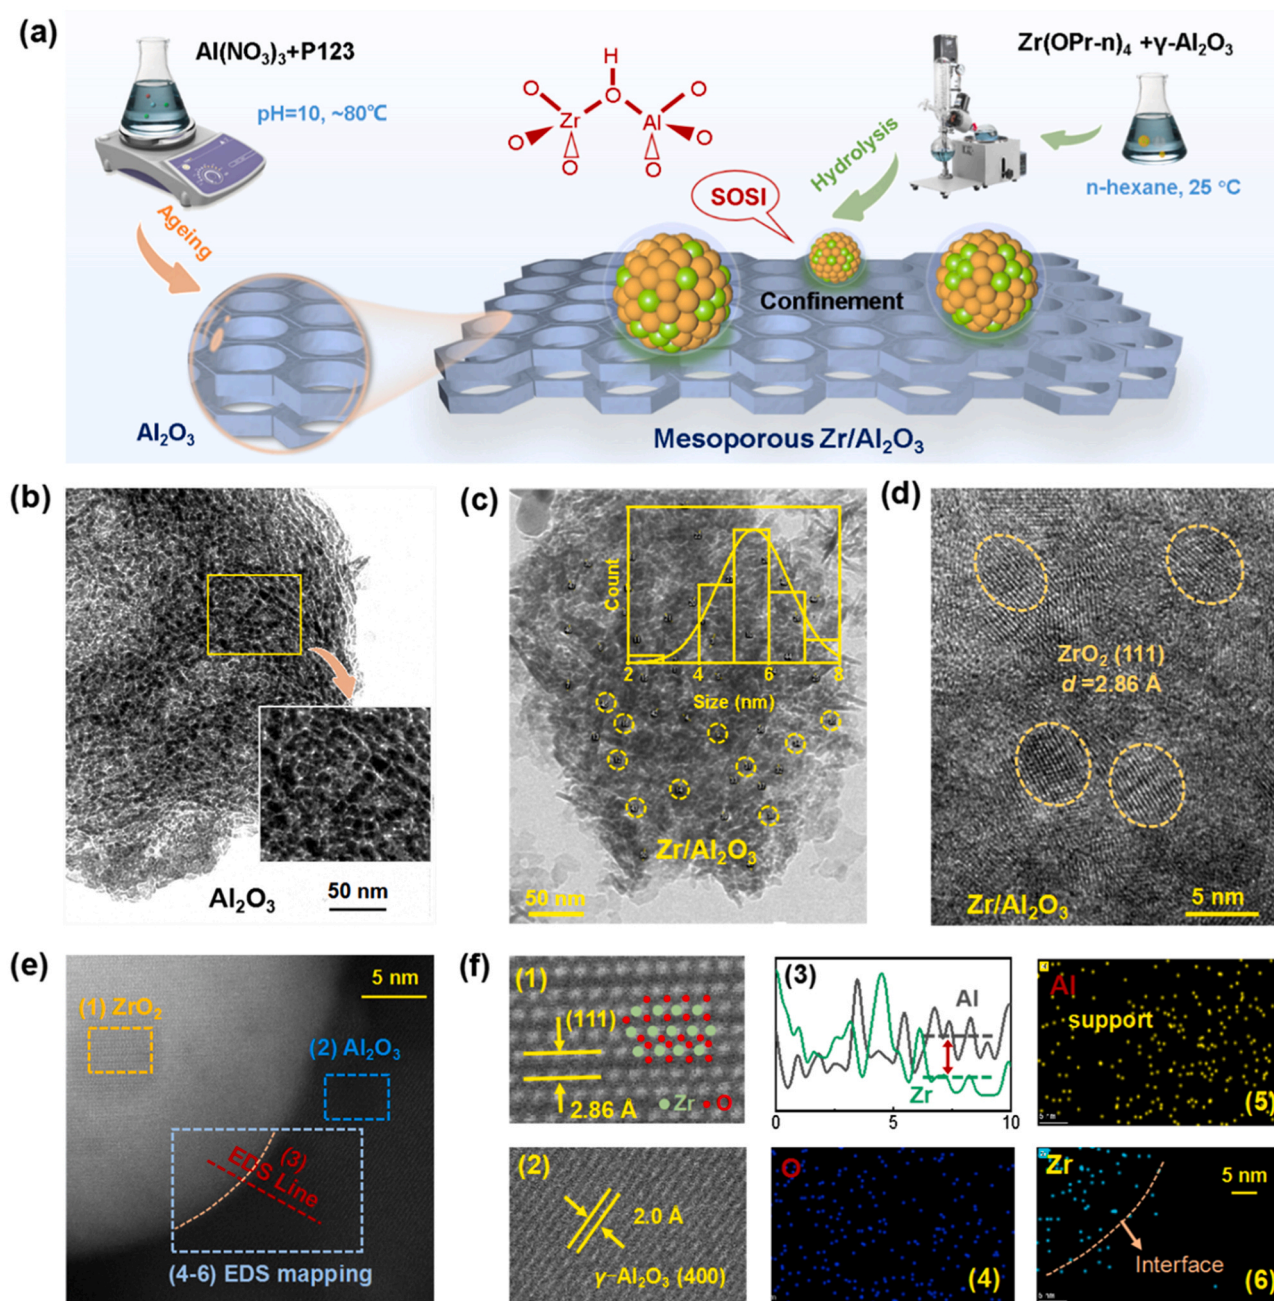 (a)
Al(NO₃)₃+P123
pH=10, ~80℃
Ageing
H
O
O
O
Zr
Al
O
O
O
O
SOSI
Hydrolysis
Zr(OPr-n)₄ +γ-Al₂O₃
n-hexane, 25 °C
Confinement
Al₂O₃
Mesoporous Zr/Al₂O₃
(b)
Al₂O₃
50 nm
(c)
Count
2 4 6 8
Size (nm)
Zr/Al₂O₃
50 nm
(d)
ZrO₂ (111)
d =2.86 Å
Zr/Al₂O₃
5 nm
(e)
5 nm
(1) ZrO₂
(2) Al₂O₃
(3)
EDS Line
(4-6) EDS mapping
(f)
(1)
(111)
2.86 Å
Zr O
(2)
2.0 Å
γ-Al₂O₃ (400)
(3)
Al
Zr
0 5 10
Al
support
(5)
O
(4)
Zr
5 nm
Interface
(6)